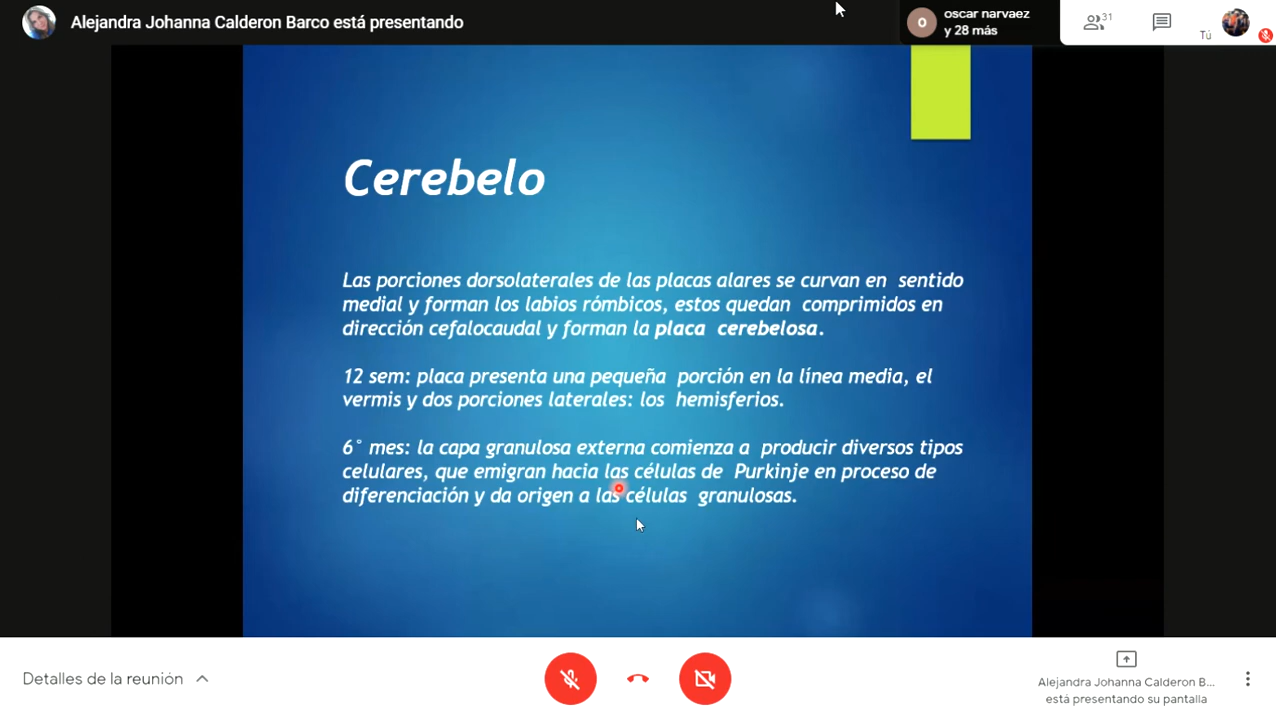 Alejandra Johanna Calderon Barco está presentando
o
oscar narvaez
y 28 más
31
Tú
Cerebelo
Las porciones dorsolaterales de las placas alares se curvan en sentido
medial y forman los labios rómbicos, estos quedan comprimidos en
dirección cefalocaudal y forman la placa cerebelosa.
12 sem: placa presenta una pequeña porción en la línea media, el
vermis y dos porciones laterales: los hemisferios.
6° mes: la capa granulosa externa comienza a producir diversos tipos
celulares, que emigran hacia las células de Purkinje en proceso de
diferenciación y da origen a las células granulosas.
Detalles de la reunión
Alejandra Johanna Calderon B...
está presentando su pantalla